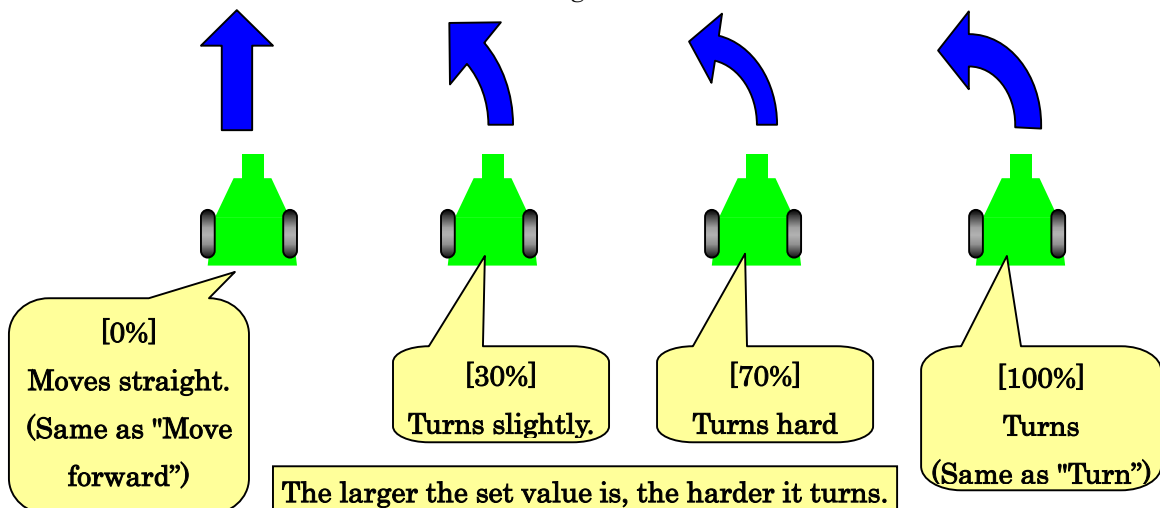 [0%]
Moves straight.
(Same as "Move
forward”)
[30%]
Turns slightly.
[70%]
Turns hard
[100%]
Turns
(Same as "Turn”)
The larger the set value is, the harder it turns.